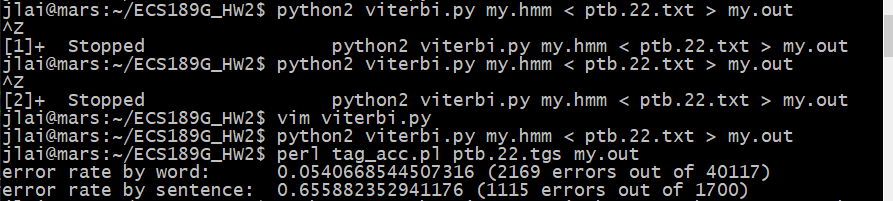 jlai@mars:~/ECS189G_HW2$ python2 viterbi.py my.hmm < ptb.22.txt > my.out
^Z
[1]+  Stopped                 python2 viterbi.py my.hmm < ptb.22.txt > my.out
jlai@mars:~/ECS189G_HW2$ python2 viterbi.py my.hmm < ptb.22.txt > my.out
^Z
[2]+  Stopped                 python2 viterbi.py my.hmm < ptb.22.txt > my.out
jlai@mars:~/ECS189G_HW2$ vim viterbi.py
jlai@mars:~/ECS189G_HW2$ python2 viterbi.py my.hmm < ptb.22.txt > my.out
jlai@mars:~/ECS189G_HW2$ perl tag_acc.pl ptb.22.tgs my.out
error rate by word:      0.0540668544507316 (2169 errors out of 40117)
error rate by sentence:  0.655882352941176 (1115 errors out of 1700)